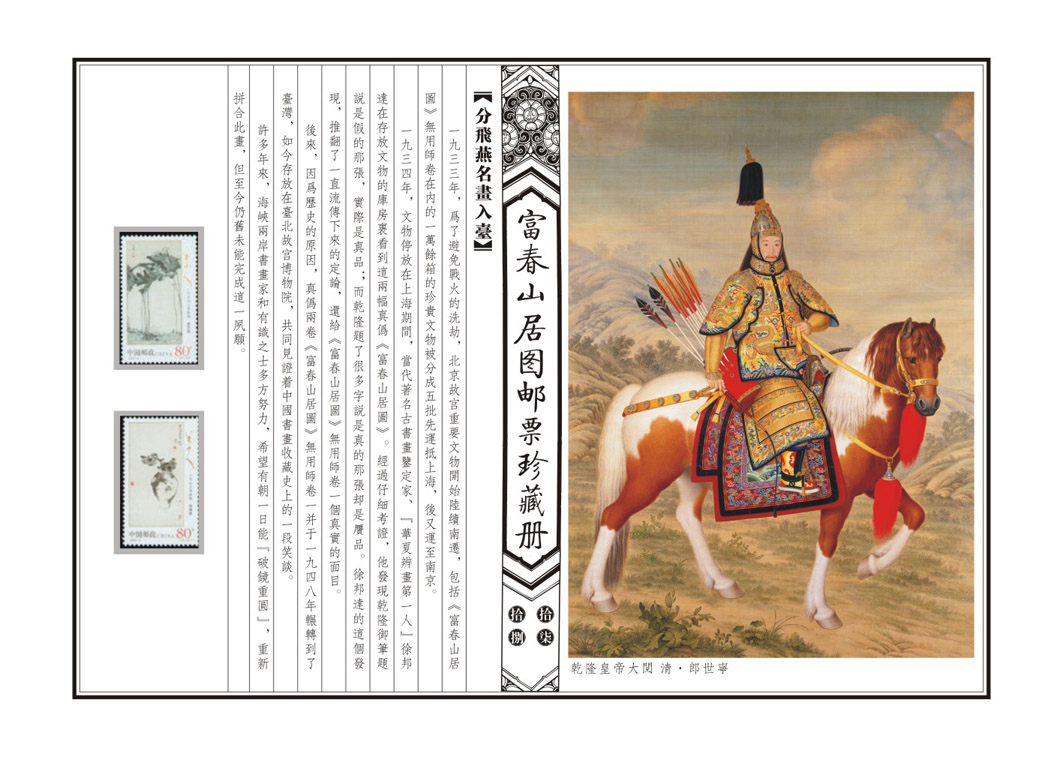 乾隆皇帝大閱 清·郎世寧
富春山居图邮票珍藏册
拾柒
拾捌
【分飛燕名畫入臺】
一九三三年，爲了避免戰火的洗劫，北京故宮重要文物開始陸續南遷，包括《富春山居
圖》無用師卷在内的一萬餘箱的珍貴文物被分成五批先運抵上海，後又運至南京。
一九三四年，文物停放在上海期間，當代著名古書畫鑒定家、『華夏辨畫第一人』徐邦
達在存放文物的庫房裏看到這兩幅真僞《富春山居圖》。經過仔細考證，他發現乾隆御筆題
説是假的那張，實際是真品；而乾隆題了很多字説是真的那張却是贋品。徐邦達的這個發
現，推翻了一直流傳下來的定論，還給《富春山居圖》無用師卷一個真實的面目。
後來，因爲歷史的原因，真僞兩卷《富春山居圖》無用師卷一并于一九四八年輾轉到了
臺灣，如今存放在臺北故宮博物院，共同見證着中國書畫收藏史上的一段笑談。
許多年來，海峽兩岸書畫家和有識之士多方努力，希望有朝一日能『破鏡重圓』，重新
拼合此畫，但至今仍舊未能完成這一夙願。
中国邮政
80分
中国邮政
80分